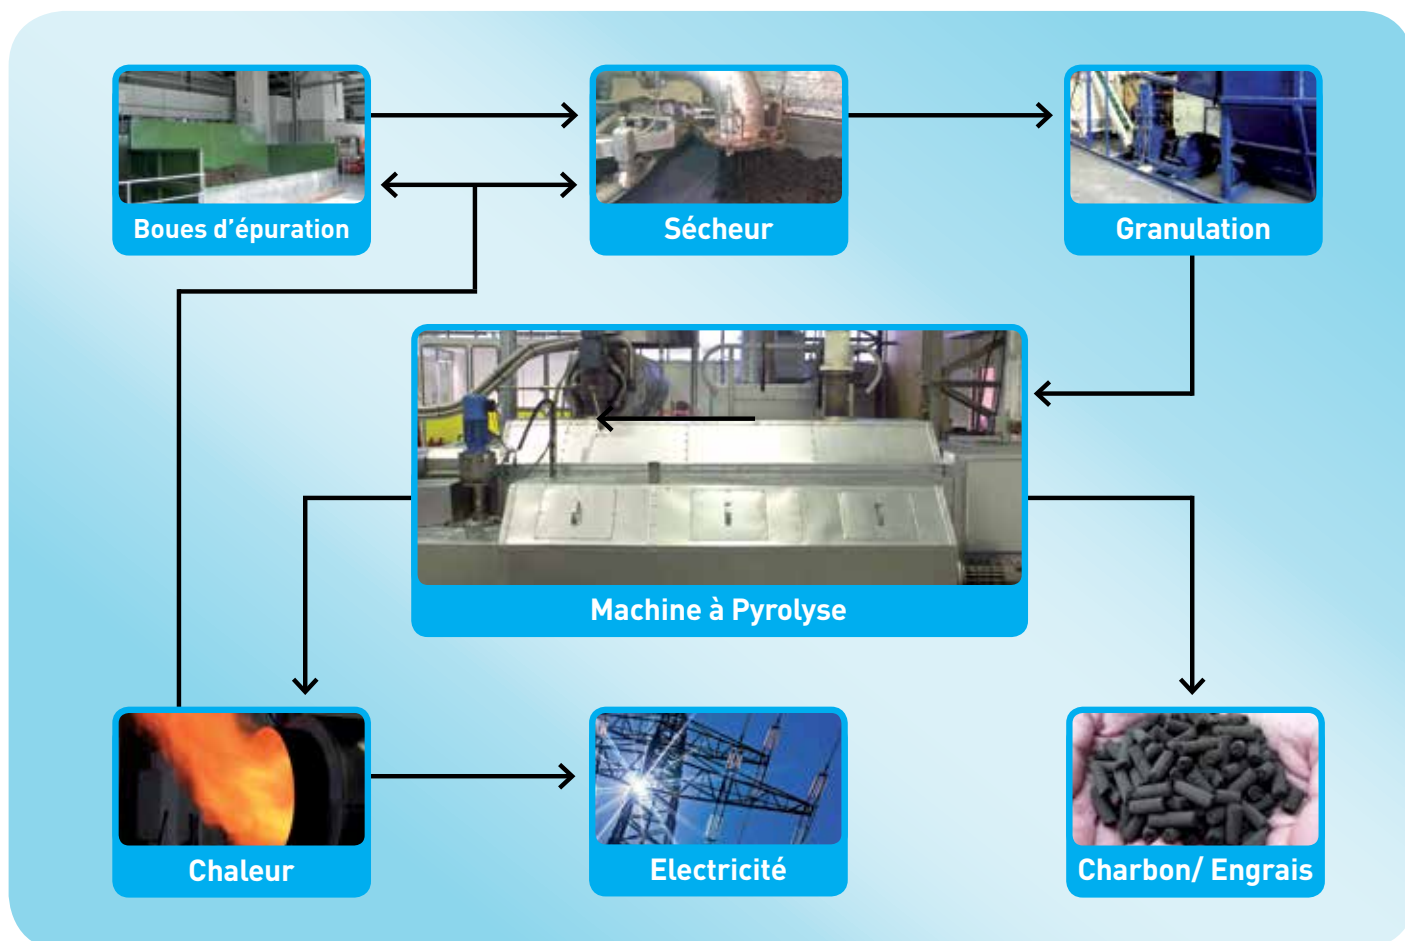 Boues d'épuration
Sécheur
Granulation
Machine à Pyrolyse
Chaleur
Electricité
Charbon/ Engrais